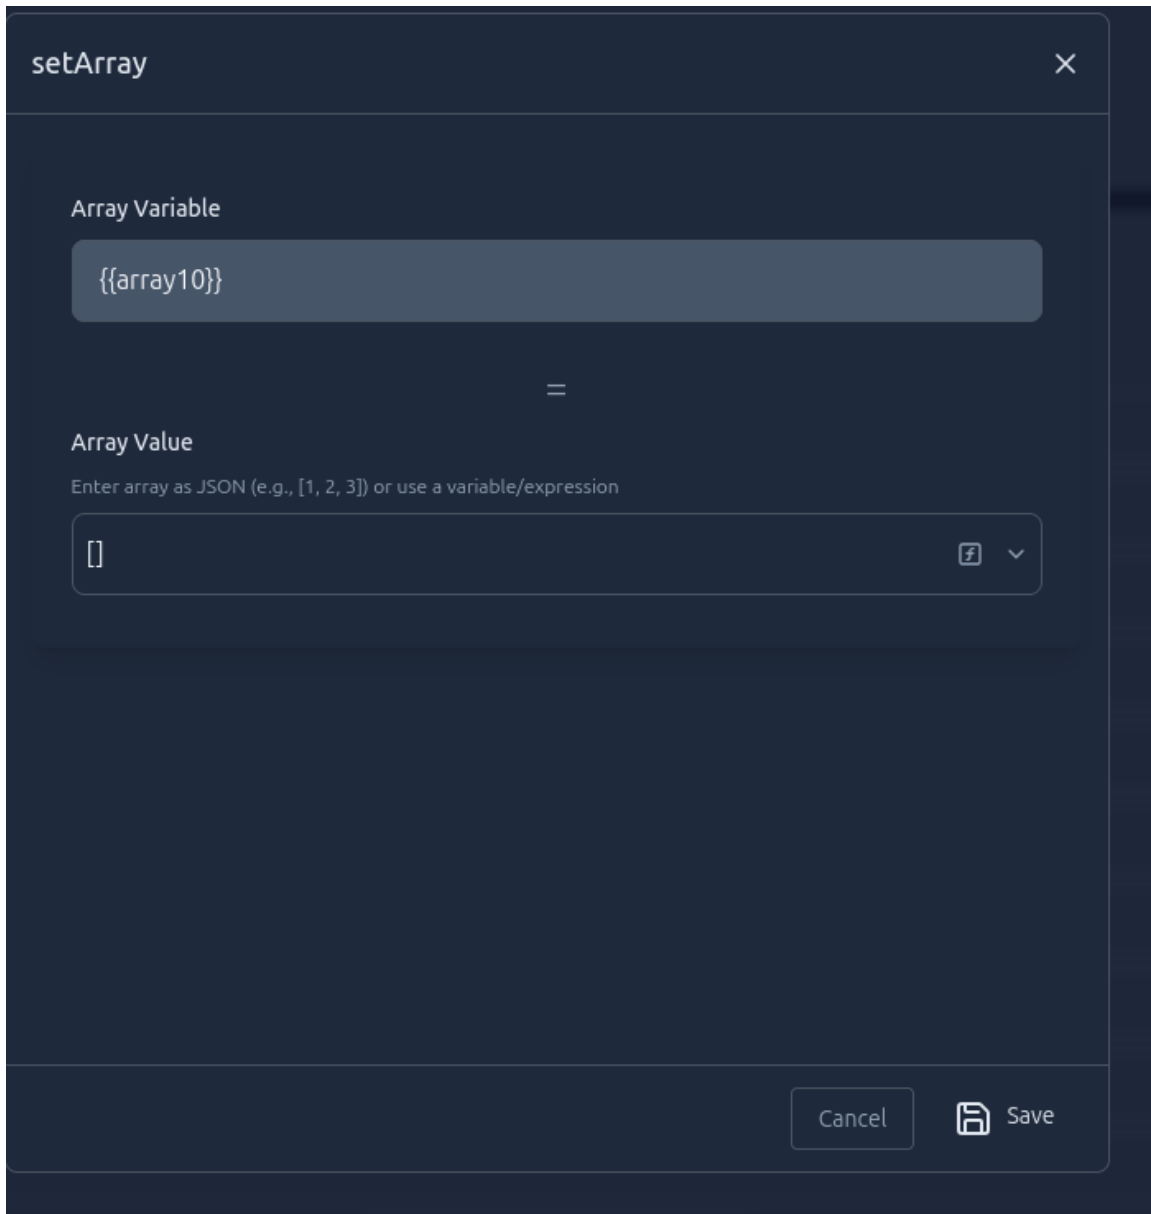 setArray
Array Variable
{{array10}}
=
Array Value
Enter array as JSON (e.g., [1, 2, 3]) or use a variable/expression
[]
Cancel
Save